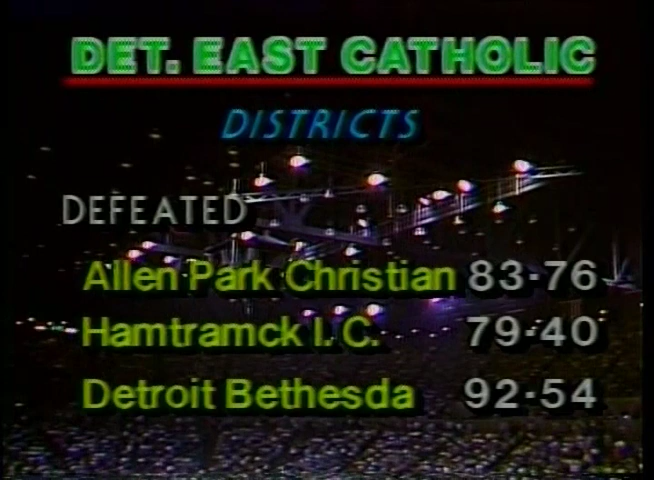 DET. EAST CATHOLIC
DISTRICTS
DEFEATED
Allen Park Christian 83-76
Hamtramck I.C. 79-40
Detroit Bethesda 92-54